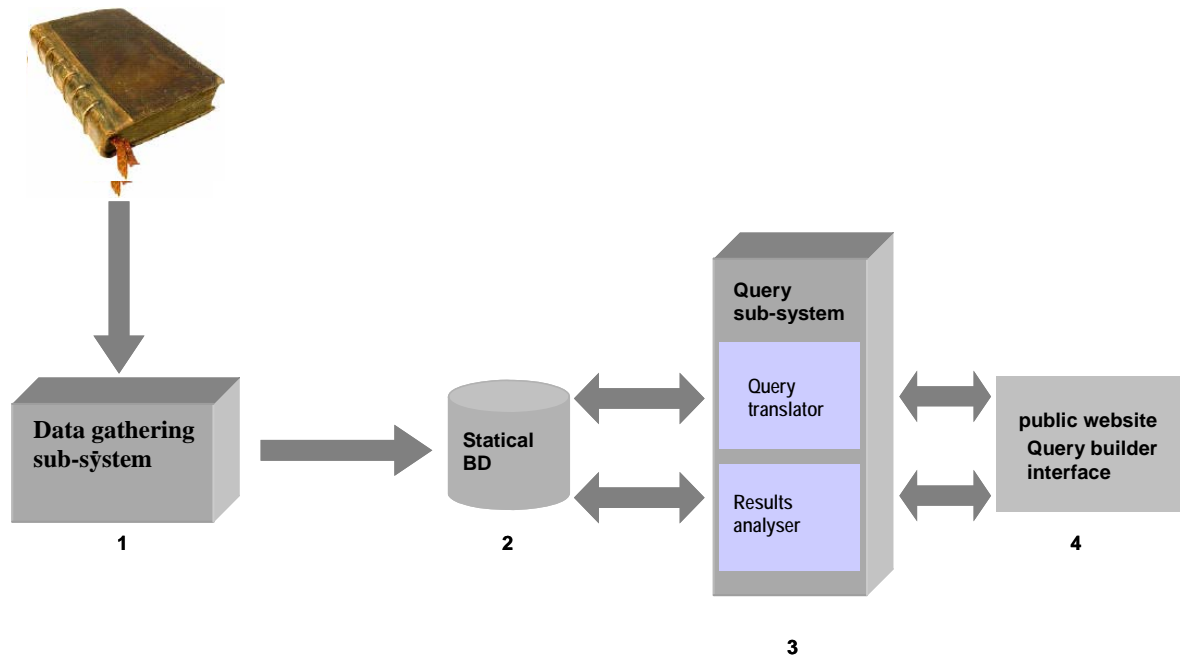 Data gathering
sub-sÿstem
1
Statical
BD
2
Query
sub-system
Query
translator
Results
analyser
3
public website
Query builder
interface
4